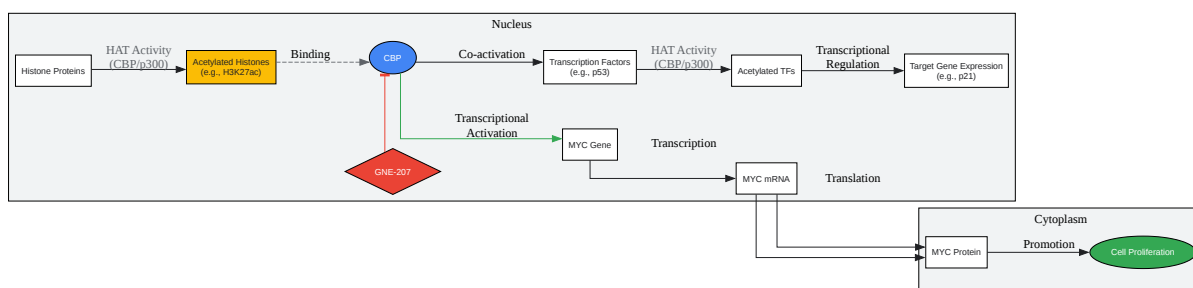 Nucleus
HAT Activity
(CBP/p300)
Histone Proteins
Acetylated Histones
(e.g., H3K27ac)
Binding
CBP
Co-activation
Transcription Factors
(e.g., p53)
HAT Activity
(CBP/p300)
Acetylated TFs
Transcriptional
Regulation
Target Gene Expression
(e.g., p21)
Transcriptional
Activation
MYC Gene
Transcription
GNE-207
MYC mRNA
Translation
Cytoplasm
MYC Protein
Promotion
Cell Proliferation